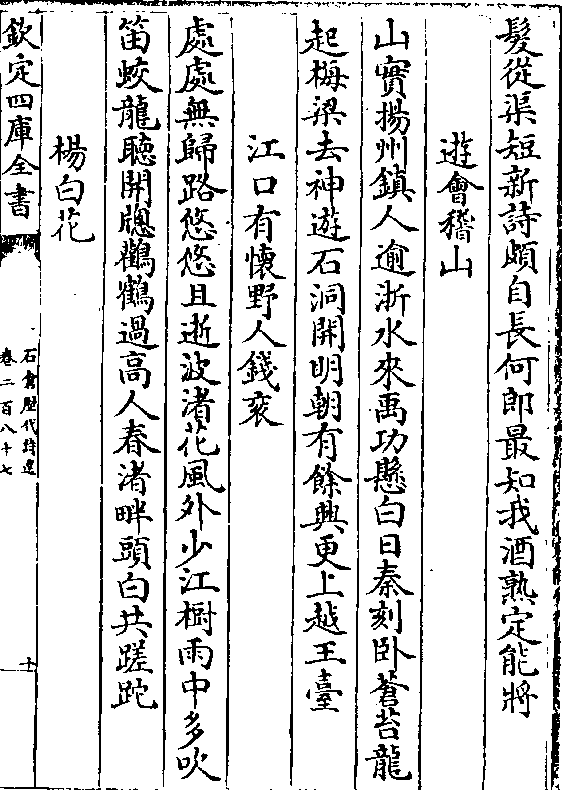 髮從渠短新詩頗自長何郎最知我酒熟定能將
遊會稽山
山實揚州鎮人逾浙水來禹功懸白日秦刻卧蒼苔龍
起梅梁去神遊石洞開明朝有餘興更上越王臺
江口有懷野人錢衮
處處無歸路悠悠且逝波渚花風外少江樹雨中多吹
笛蛟龍聽開牕鸛鶴過高人春渚畔頭白共蹉跎
楊白花
欽定四庫全書
石倉歷代詩選
卷二百八十七
十